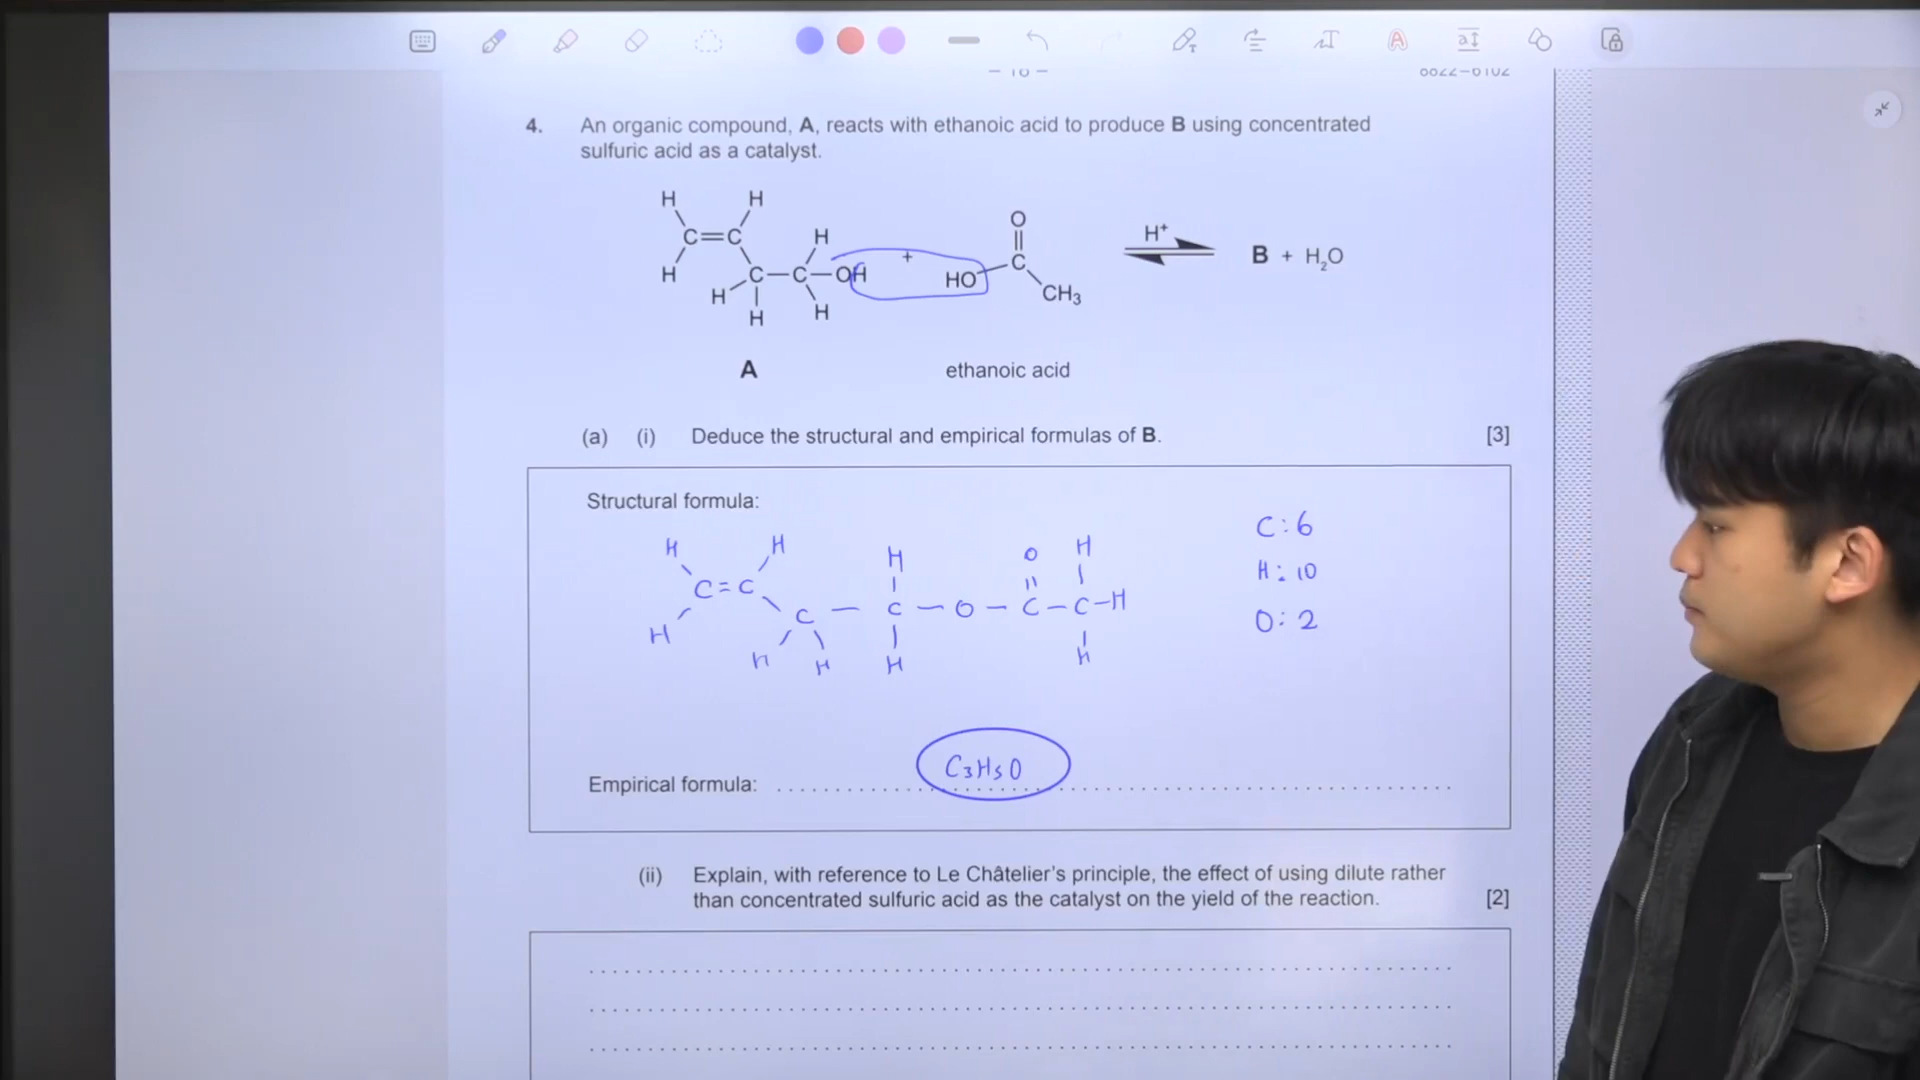 4. An organic compound, A, reacts with ethanoic acid to produce B using concentrated
sulfuric acid as a catalyst.
H H
C=C H O H⁺
H C–C–OH + HO C B + H₂O
H H H CH₃
A ethanoic acid
(a) (i) Deduce the structural and empirical formulas of B. [3]
Structural formula:
H H H O H
C=C
H C – C – O – C – C – H
H H H H
C: 6
H: 10
O: 2
Empirical formula: C₃H₅O
(ii) Explain, with reference to Le Châtelier's principle, the effect of using dilute rather
than concentrated sulfuric acid as the catalyst on the yield of the reaction. [2]